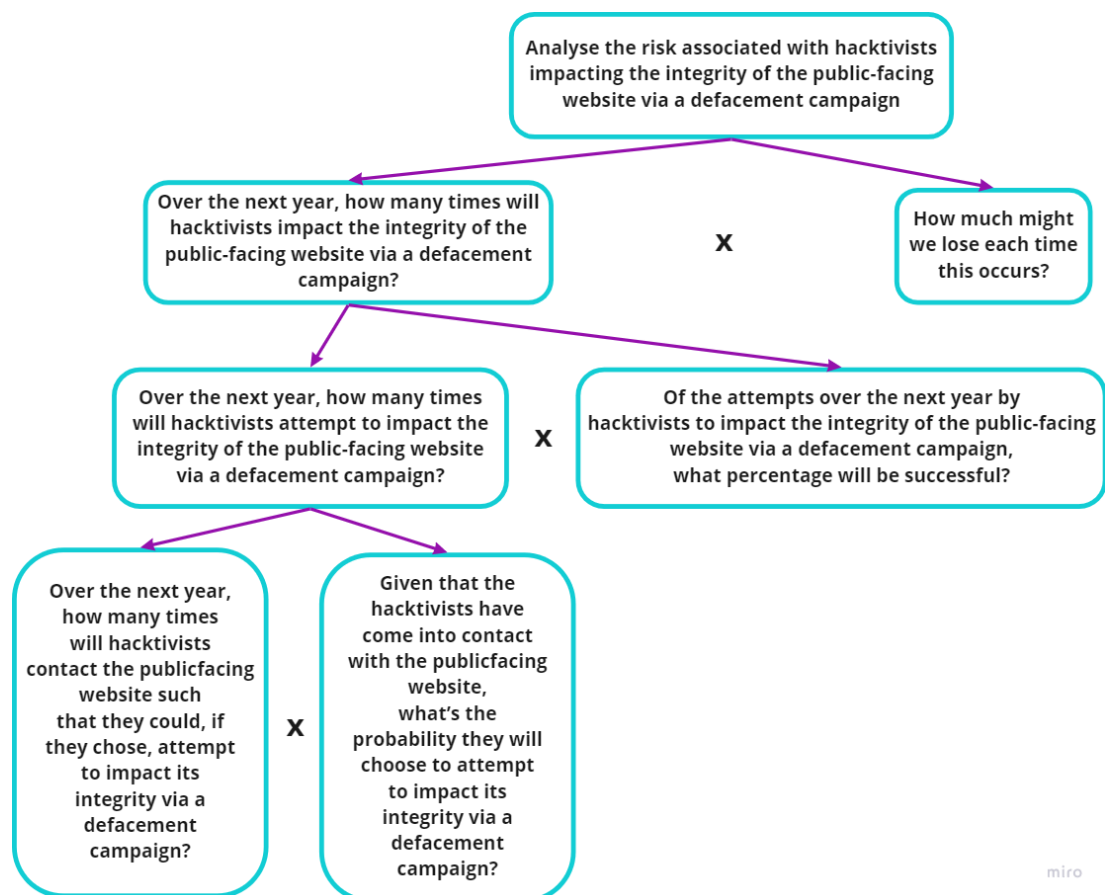 Analyse the risk associated with hacktivists
impacting the integrity of the public-facing
website via a defacement campaign
Over the next year, how many times will
hacktivists impact the integrity of the
public-facing website via a defacement
campaign?
x
How much might
we lose each time
this occurs?
Over the next year, how many times
will hacktivists attempt to impact the
integrity of the public-facing website
via a defacement campaign?
x
Of the attempts over the next year by
hacktivists to impact the integrity of the public-facing
website via a defacement campaign,
what percentage will be successful?
Over the next year,
how many times
will hacktivists
contact the publicfacing
website such
that they could, if
they chose, attempt
to impact its
integrity via a
defacement
campaign?
x
Given that the
hacktivists have
come into contact
with the publicfacing
website,
what's the
probability they will
choose to attempt
to impact its
integrity via a
defacement
campaign?
miro